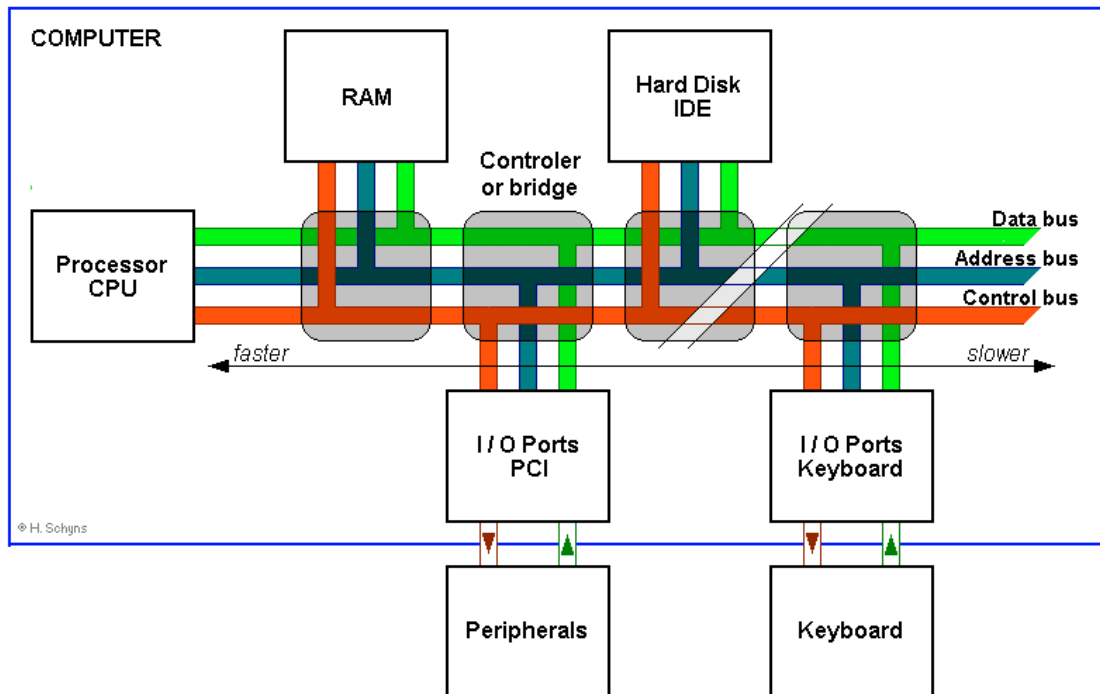 COMPUTER
RAM
Hard Disk
IDE
Controler
or bridge
Processor
CPU
Data bus
Address bus
Control bus
faster
slower
I / O Ports
PCI
I / O Ports
Keyboard
® H. Schyns
Peripherals
Keyboard